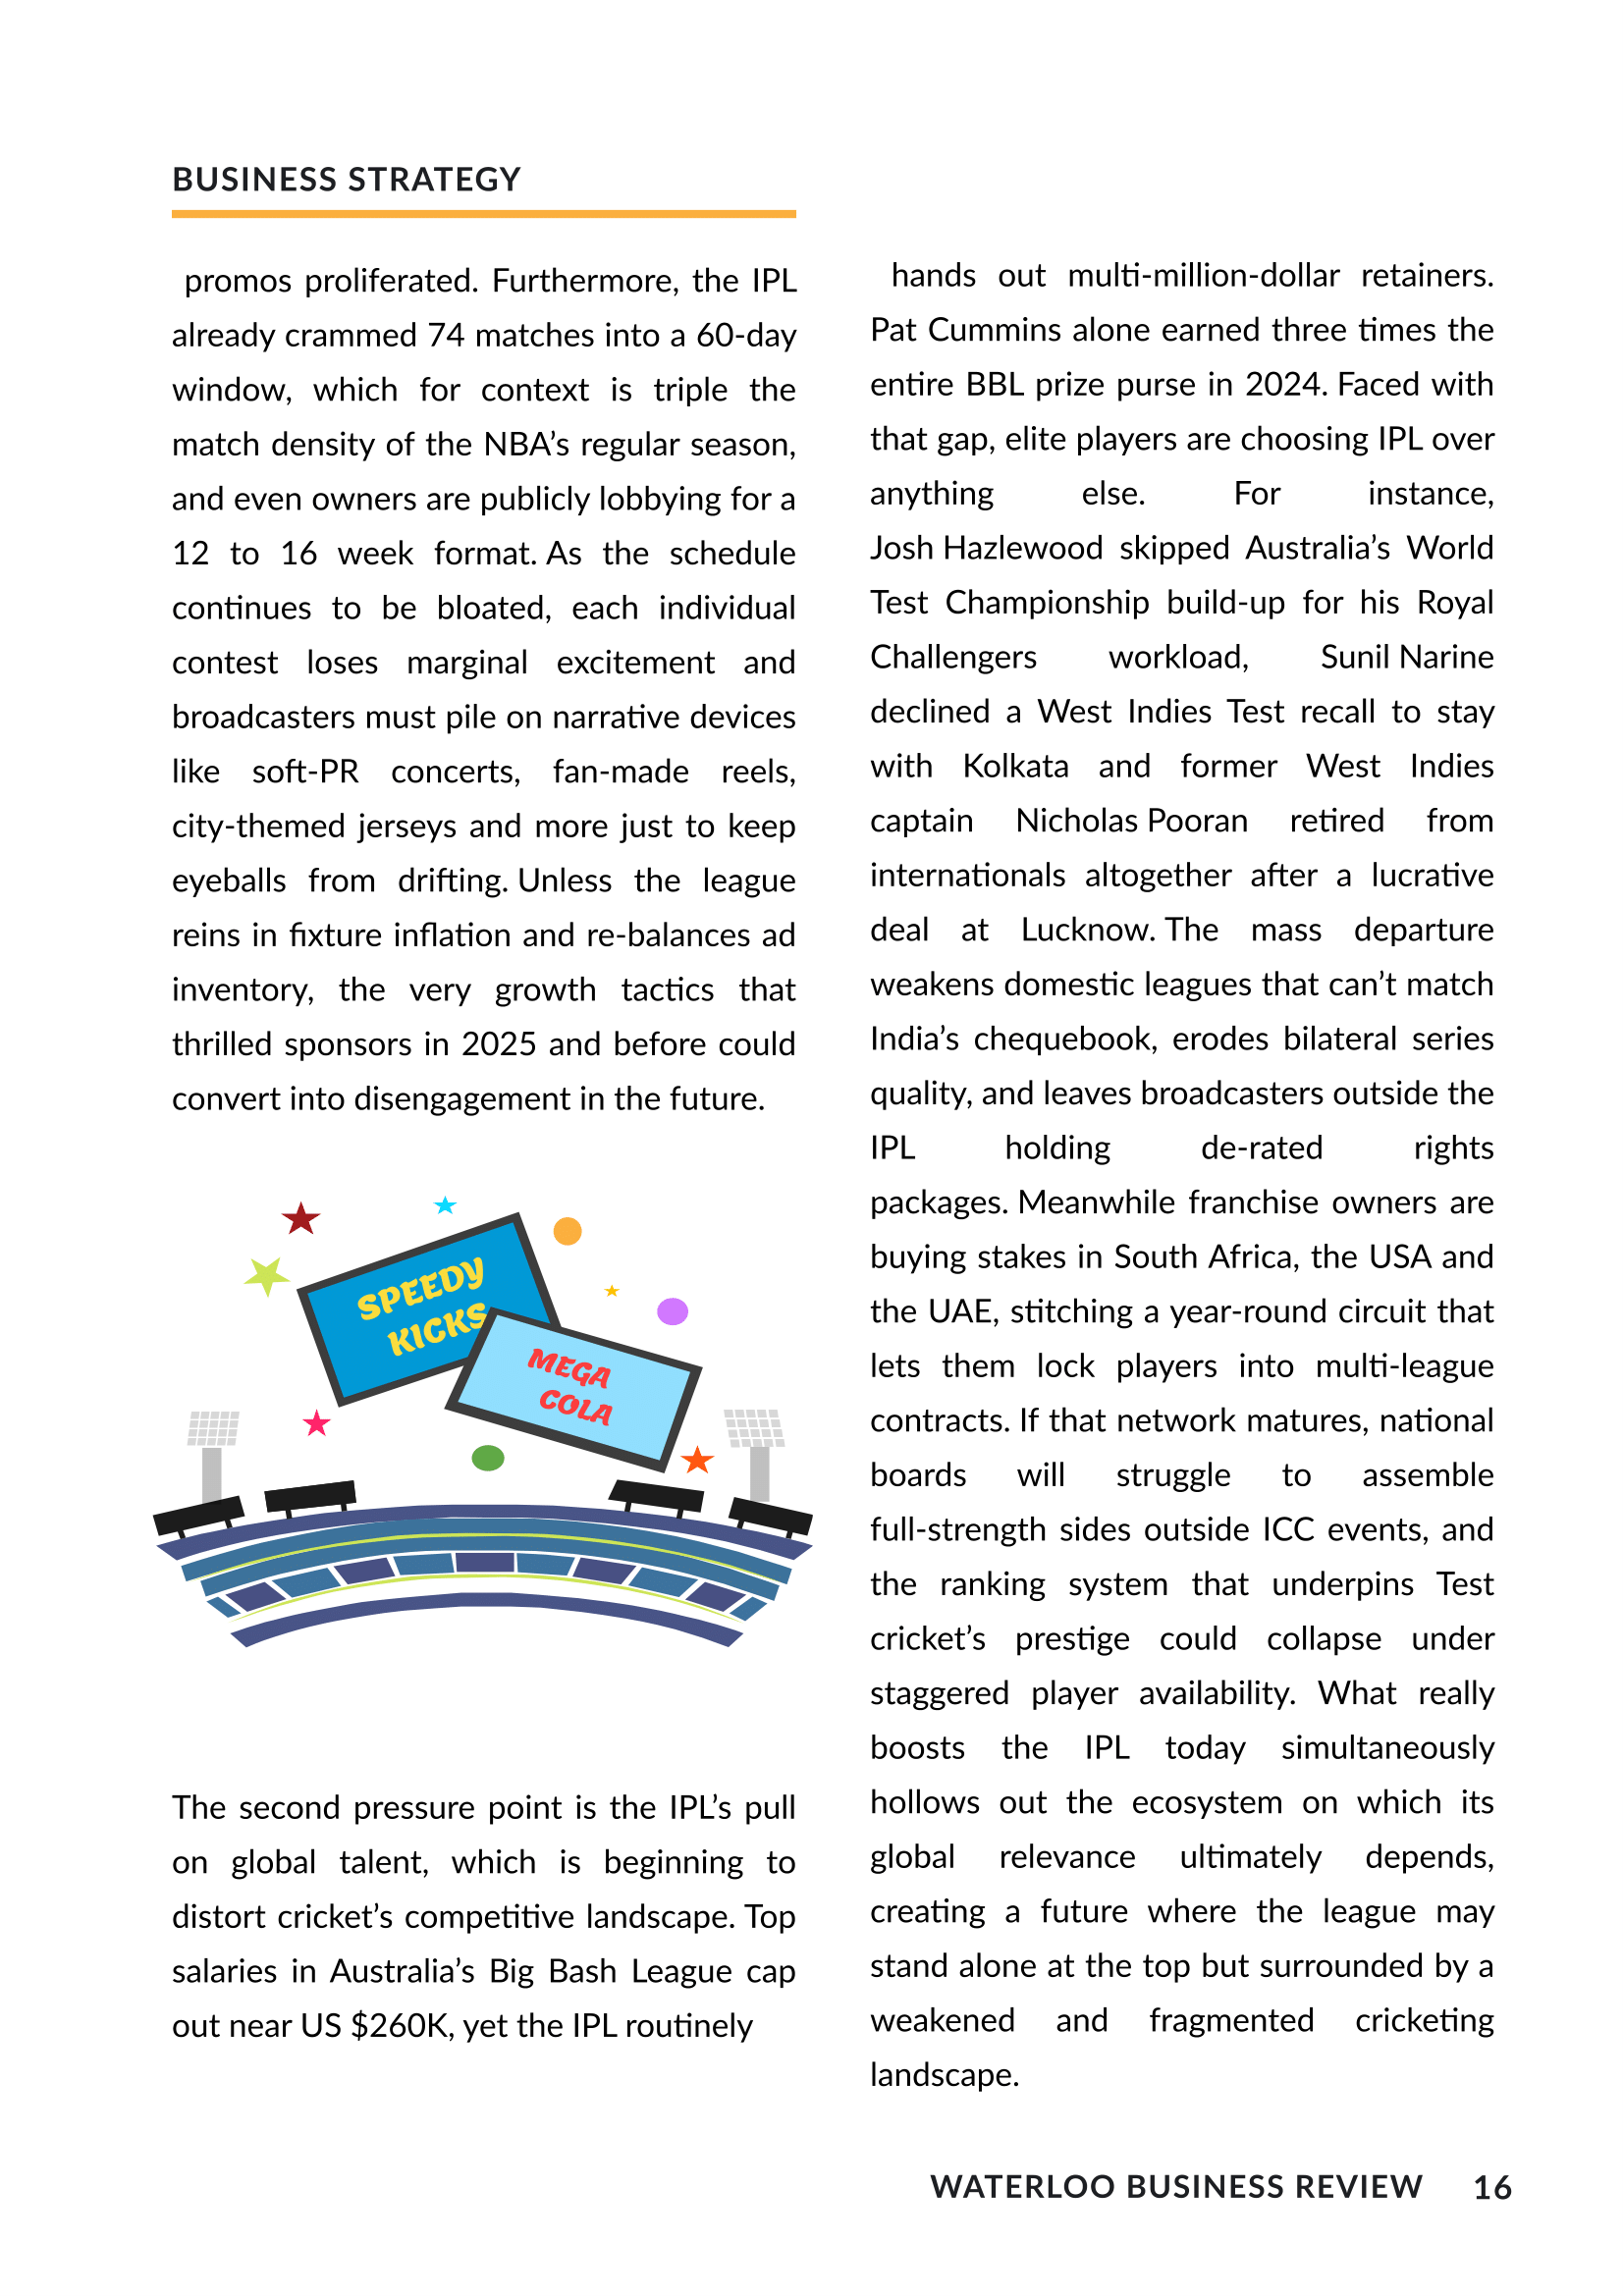 BUSINESS STRATEGY
promos proliferated. Furthermore, the IPL
already crammed 74 matches into a 60-day
window, which for context is triple the
match density of the NBA’s regular season,
and even owners are publicly lobbying for a
12 to 16 week format. As the schedule
continues to be bloated, each individual
contest loses marginal excitement and
broadcasters must pile on narrative devices
like soft-PR concerts, fan-made reels,
city-themed jerseys and more just to keep
eyeballs from drifting. Unless the league
reins in fixture inflation and re-balances ad
inventory, the very growth tactics that
thrilled sponsors in 2025 and before could
convert into disengagement in the future.
SPEEDY
KICKS
MEGA
COLA
The second pressure point is the IPL’s pull
on global talent, which is beginning to
distort cricket’s competitive landscape. Top
salaries in Australia’s Big Bash League cap
out near US $260K, yet the IPL routinely
hands out multi-million-dollar retainers.
Pat Cummins alone earned three times the
entire BBL prize purse in 2024. Faced with
that gap, elite players are choosing IPL over
anything else. For instance,
Josh Hazlewood skipped Australia’s World
Test Championship build-up for his Royal
Challengers workload, Sunil Narine
declined a West Indies Test recall to stay
with Kolkata and former West Indies
captain Nicholas Pooran retired from
internationals altogether after a lucrative
deal at Lucknow. The mass departure
weakens domestic leagues that can’t match
India’s chequebook, erodes bilateral series
quality, and leaves broadcasters outside the
IPL holding de-rated rights
packages. Meanwhile franchise owners are
buying stakes in South Africa, the USA and
the UAE, stitching a year-round circuit that
lets them lock players into multi-league
contracts. If that network matures, national
boards will struggle to assemble
full-strength sides outside ICC events, and
the ranking system that underpins Test
cricket’s prestige could collapse under
staggered player availability. What really
boosts the IPL today simultaneously
hollows out the ecosystem on which its
global relevance ultimately depends,
creating a future where the league may
stand alone at the top but surrounded by a
weakened and fragmented cricketing
landscape.
WATERLOO BUSINESS REVIEW 16